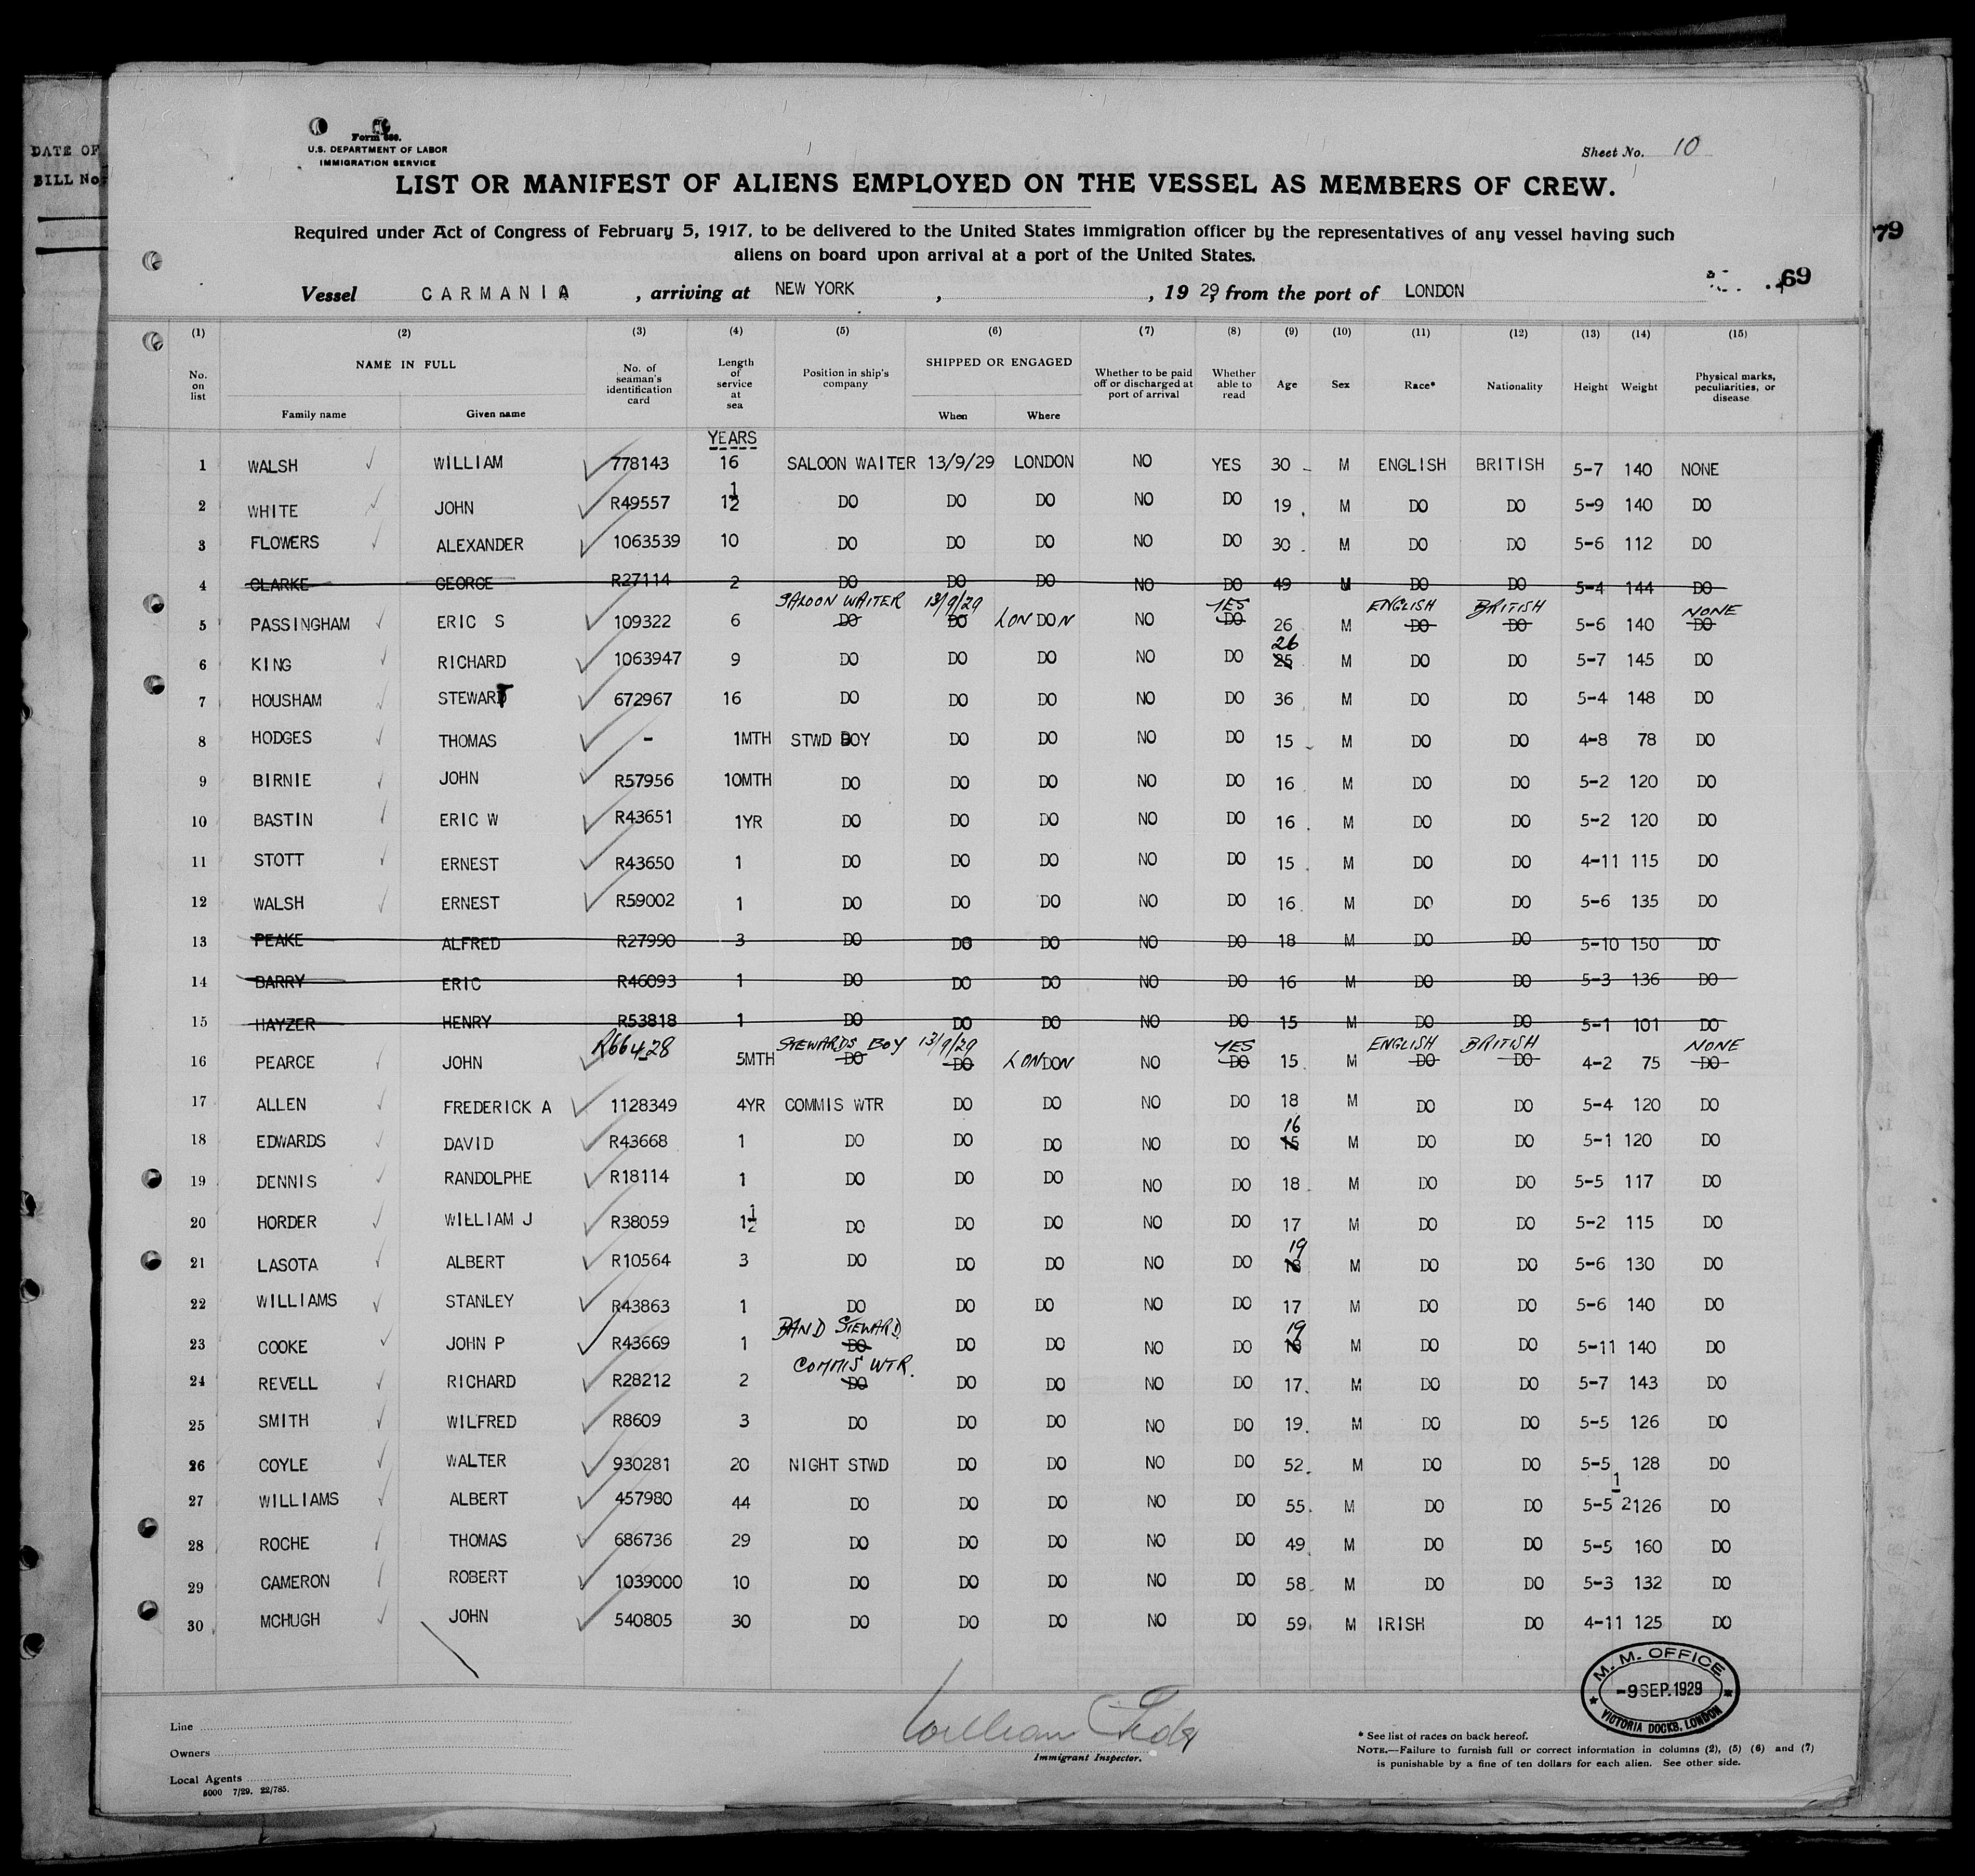 DATE OF
BILL No.
Form 680.
U.S. DEPARTMENT OF LABOR
IMMIGRATION SERVICE
Sheet No. 10
LIST OR MANIFEST OF ALIENS EMPLOYED ON THE VESSEL AS MEMBERS OF CREW.
Required under Act of Congress of February 5, 1917, to be delivered to the United States immigration officer by the representatives of any vessel having such
aliens on board upon arrival at a port of the United States.
79
Vessel CARMANIA, arriving at NEW YORK, , 1929, from the port of LONDON 69
(1) (2) (3) (4) (5) (6) (7) (8) (9) (10) (11) (12) (13) (14) (15)
No. on list NAME IN FULL No. of seaman's identification card Length of service at sea Position in ship's company SHIPPED OR ENGAGED Whether to be paid off or discharged at port of arrival Whether able to read Age Sex Race* Nationality Height Weight Physical marks, peculiarities, or disease
Family name Given name When Where
YEARS
1 WALSH WILLIAM 778143 16 SALOON WAITER 13/9/29 LONDON NO YES 30 M ENGLISH BRITISH 5-7 140 NONE
2 WHITE JOHN R49557 1½ DO DO DO NO DO 19 M DO DO 5-9 140 DO
3 FLOWERS ALEXANDER 1063539 10 DO DO DO NO DO 30 M DO DO 5-6 112 DO
4 CLARKE GEORGE R27114 2 DO DO DO NO DO 49 M DO DO 5-4 144 DO
SALOON WAITER 13/9/29 YES ENGLISH BRITISH NONE
5 PASSINGHAM ERIC S 109322 6 DO DO LONDON NO DO 26 M DO DO 5-6 140 DO
26
6 KING RICHARD 1063947 9 DO DO DO NO DO 25 M DO DO 5-7 145 DO
7 HOUSHAM STEWART 672967 16 DO DO DO NO DO 36 M DO DO 5-4 148 DO
8 HODGES THOMAS - 1MTH STWD BOY DO DO NO DO 15 M DO DO 4-8 78 DO
9 BIRNIE JOHN R57956 10MTH DO DO DO NO DO 16 M DO DO 5-2 120 DO
10 BASTIN ERIC W R43651 1YR DO DO DO NO DO 16 M DO DO 5-2 120 DO
11 STOTT ERNEST R43650 1 DO DO DO NO DO 15 M DO DO 4-11 115 DO
12 WALSH ERNEST R59002 1 DO DO DO NO DO 16 M DO DO 5-6 135 DO
13 PEAKE ALFRED R27990 3 DO DO DO NO DO 18 M DO DO 5-10 150 DO
14 BARRY ERIC R46093 1 DO DO DO NO DO 16 M DO DO 5-3 136 DO
15 HAYZER HENRY R53818 1 DO DO DO NO DO 15 M DO DO 5-1 101 DO
R66428 STEWARDS BOY 13/9/29 YES ENGLISH BRITISH NONE
16 PEARCE JOHN 5MTH DO DO LONDON NO DO 15 M DO DO 4-2 75 DO
17 ALLEN FREDERICK A 1128349 4YR COMMIS WTR DO DO NO DO 18 M DO DO 5-4 120 DO
16
18 EDWARDS DAVID R43668 1 DO DO DO NO DO 15 M DO DO 5-1 120 DO
19 DENNIS RANDOLPHE R18114 1 DO DO DO NO DO 18 M DO DO 5-5 117 DO
20 HORDER WILLIAM J R38059 1½ DO DO DO NO DO 17 M DO DO 5-2 115 DO
19
21 LASOTA ALBERT R10564 3 DO DO DO NO DO 18 M DO DO 5-6 130 DO
22 WILLIAMS STANLEY R43863 1 DO DO DO NO DO 17 M DO DO 5-6 140 DO
BAND STEWARD 19
23 COOKE JOHN P R43669 1 DO DO DO NO DO 18 M DO DO 5-11 140 DO
COMMIS WTR.
24 REVELL RICHARD R28212 2 DO DO DO NO DO 17 M DO DO 5-7 143 DO
25 SMITH WILFRED R8609 3 DO DO DO NO DO 19 M DO DO 5-5 126 DO
26 COYLE WALTER 930281 20 NIGHT STWD DO DO NO DO 52 M DO DO 5-5 128 DO
27 WILLIAMS ALBERT 457980 44 DO DO DO NO DO 55 M DO DO 5-5½ 126 DO
28 ROCHE THOMAS 686736 29 DO DO DO NO DO 49 M DO DO 5-5 160 DO
29 CAMERON ROBERT 1039000 10 DO DO DO NO DO 58 M DO DO 5-3 132 DO
30 MCHUGH JOHN 540805 30 DO DO DO NO DO 59 M IRISH DO 4-11 125 DO
M. M. OFFICE
-9 SEP. 1929
VICTORIA DOCKS, LONDON
Line
Owners
Local Agents
5000 7/29. 22/785.
William
Immigrant Inspector.
* See list of races on back hereof.
NOTE.—Failure to furnish full or correct information in columns (2), (5) (6) and (7)
is punishable by a fine of ten dollars for each alien. See other side.